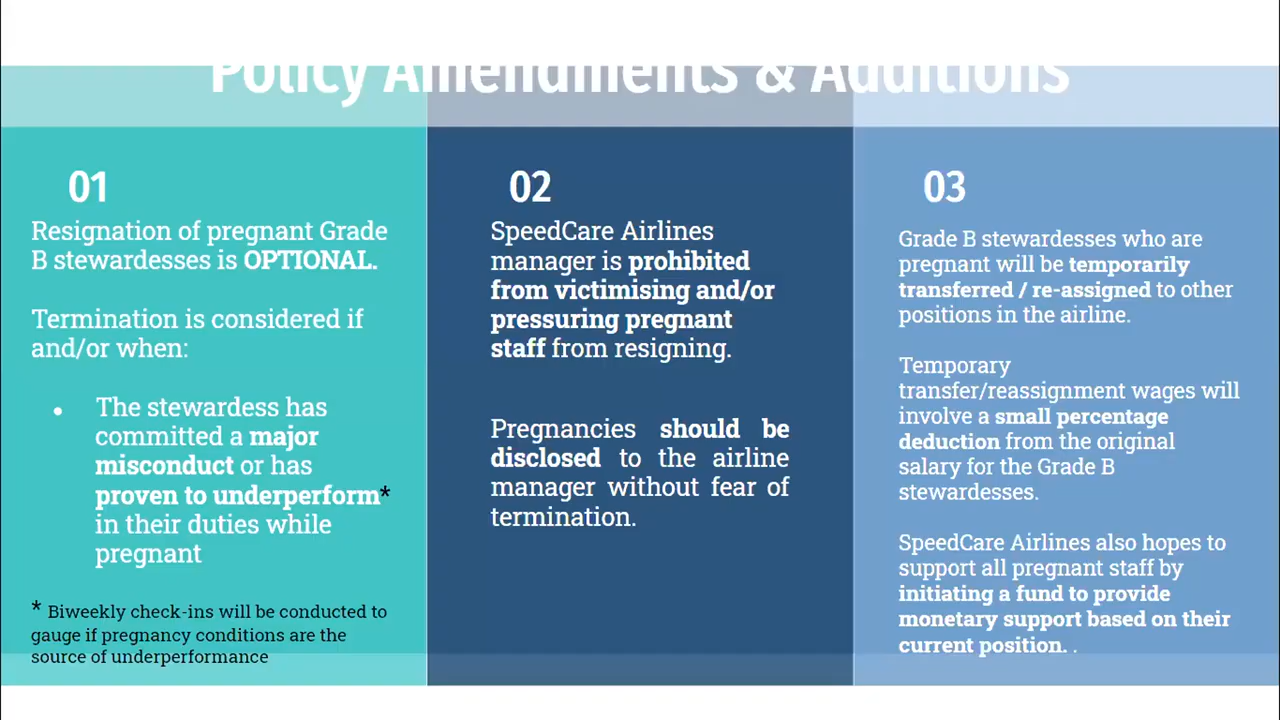 Policy Amendments & Additions
01
Resignation of pregnant Grade
B stewardesses is OPTIONAL.
Termination is considered if
and/or when:
● The stewardess has
committed a major
misconduct or has
proven to underperform*
in their duties while
pregnant
* Biweekly check-ins will be conducted to
gauge if pregnancy conditions are the
source of underperformance
02
SpeedCare Airlines
manager is prohibited
from victimising and/or
pressuring pregnant
staff from resigning.
Pregnancies should be
disclosed to the airline
manager without fear of
termination.
03
Grade B stewardesses who are
pregnant will be temporarily
transferred / re-assigned to other
positions in the airline.
Temporary
transfer/reassignment wages will
involve a small percentage
deduction from the original
salary for the Grade B
stewardesses.
SpeedCare Airlines also hopes to
support all pregnant staff by
initiating a fund to provide
monetary support based on their
current position. .